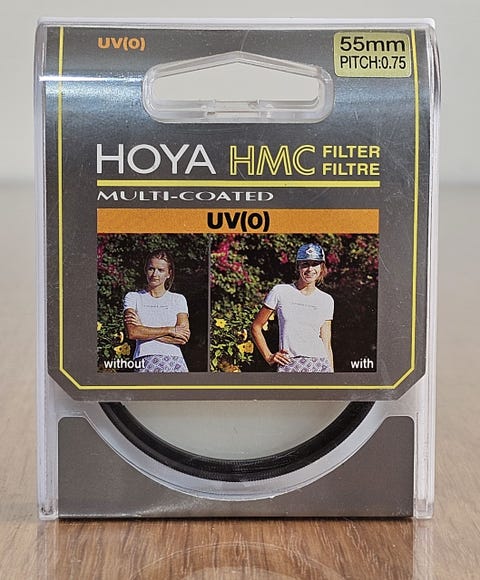 UV(0)
55mm
PITCH:0.75
HOYA HMC FILTER
FILTRE
MULTI-COATED
UV(0)
without
with